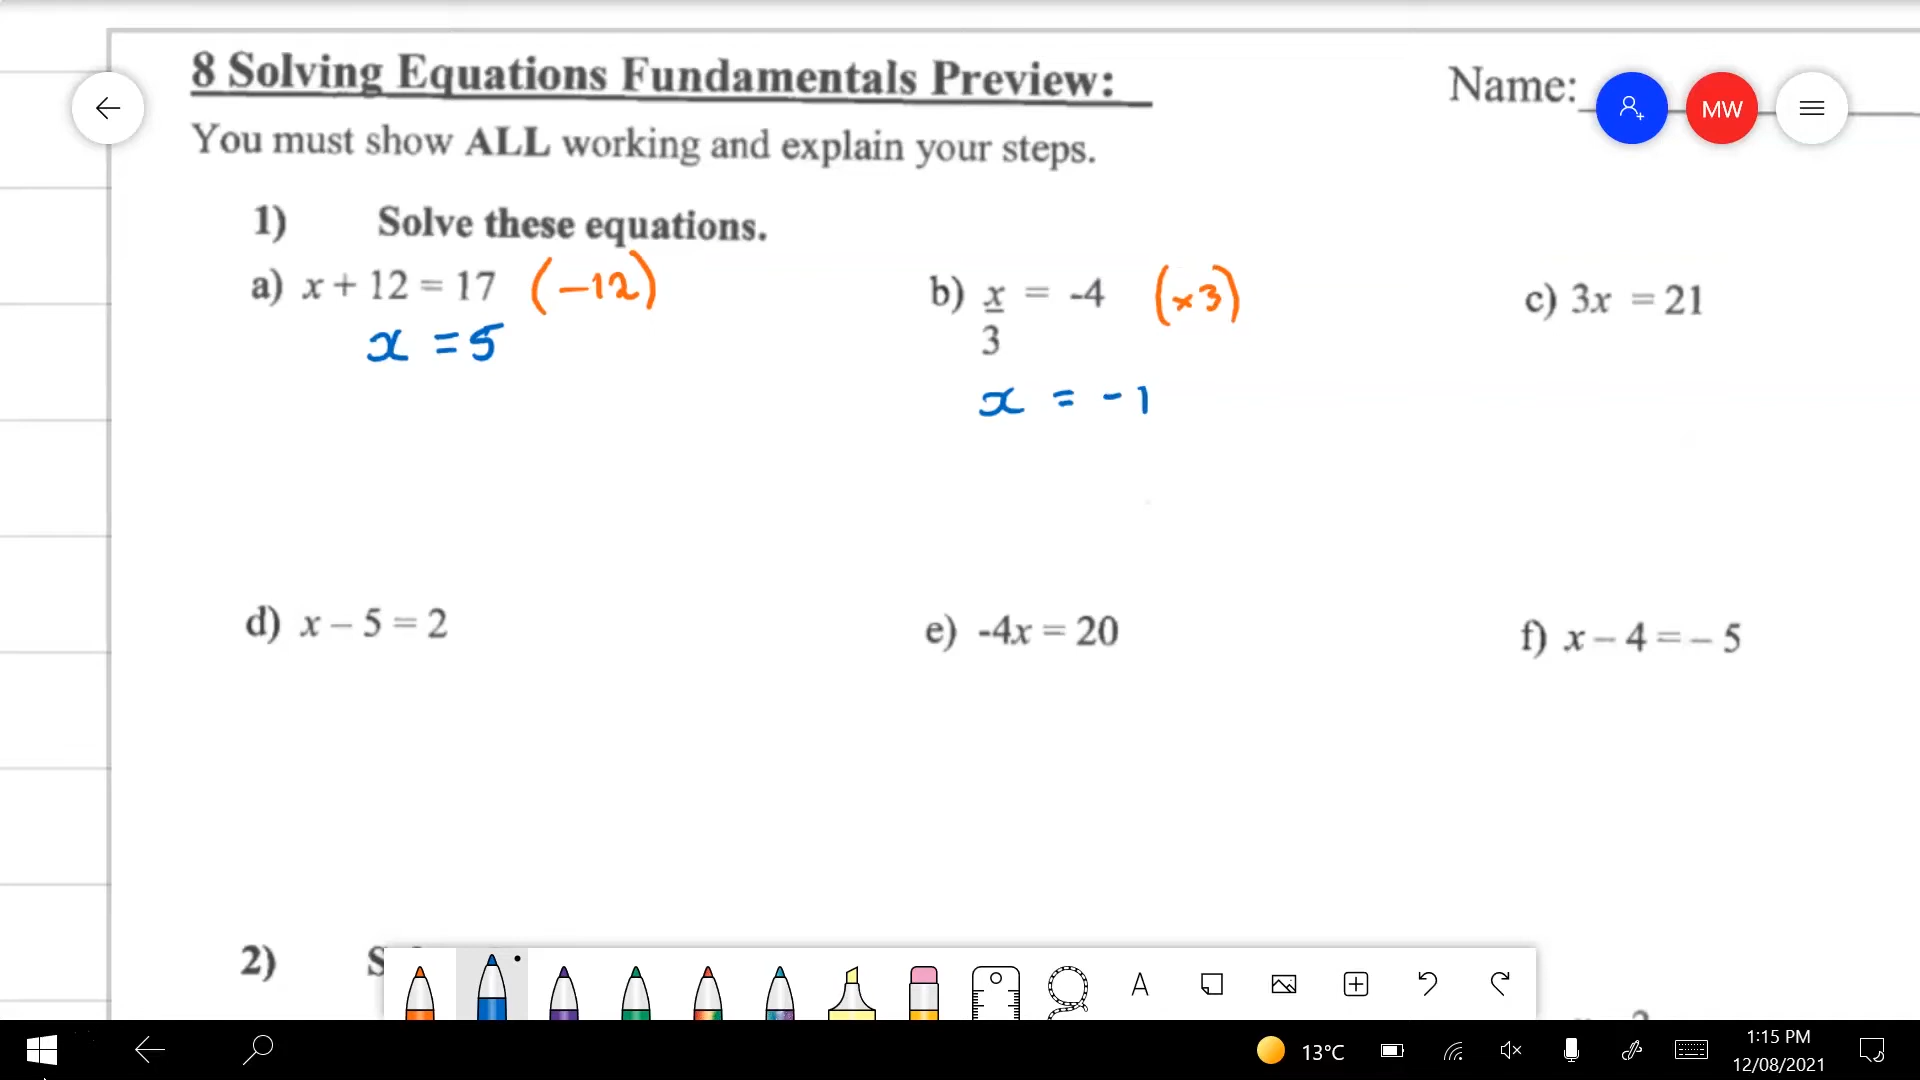 8 Solving Equations Fundamentals Preview:
Name:
MW
You must show ALL working and explain your steps.
1) Solve these equations.
a) x + 12 = 17 (-12)
x = 5
b) x/3 = -4 (×3)
x = -1
c) 3x = 21
d) x – 5 = 2
e) -4x = 20
f) x – 4 = – 5
2)
13°C
1:15 PM
12/08/2021